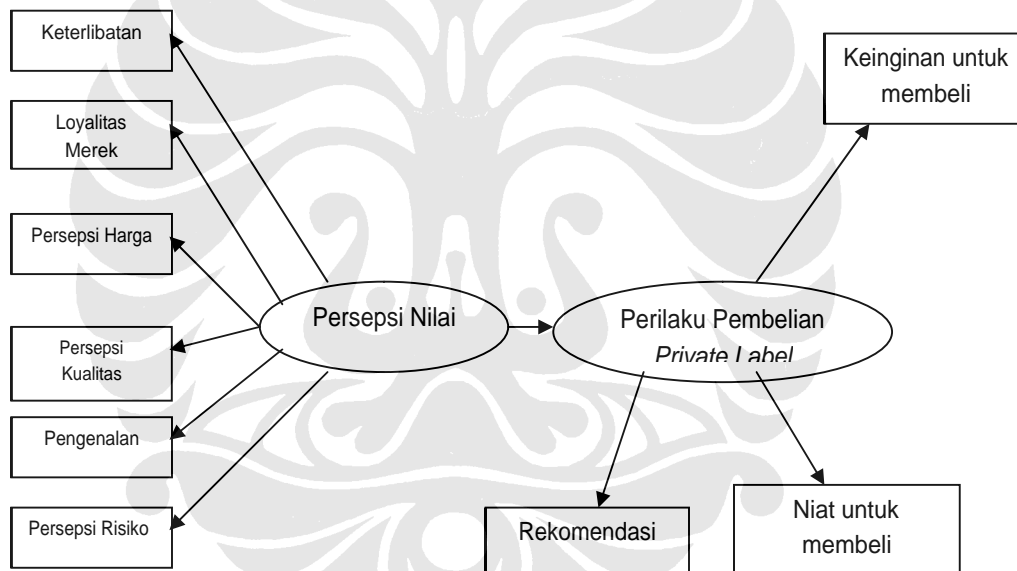 Keterlibatan
Loyalitas
Merek
Persepsi Harga
Persepsi
Kualitas
Pengenalan
Persepsi Risiko
Persepsi Nilai
Perilaku Pembelian
Private Label
Keinginan untuk
membeli
Rekomendasi
Niat untuk
membeli